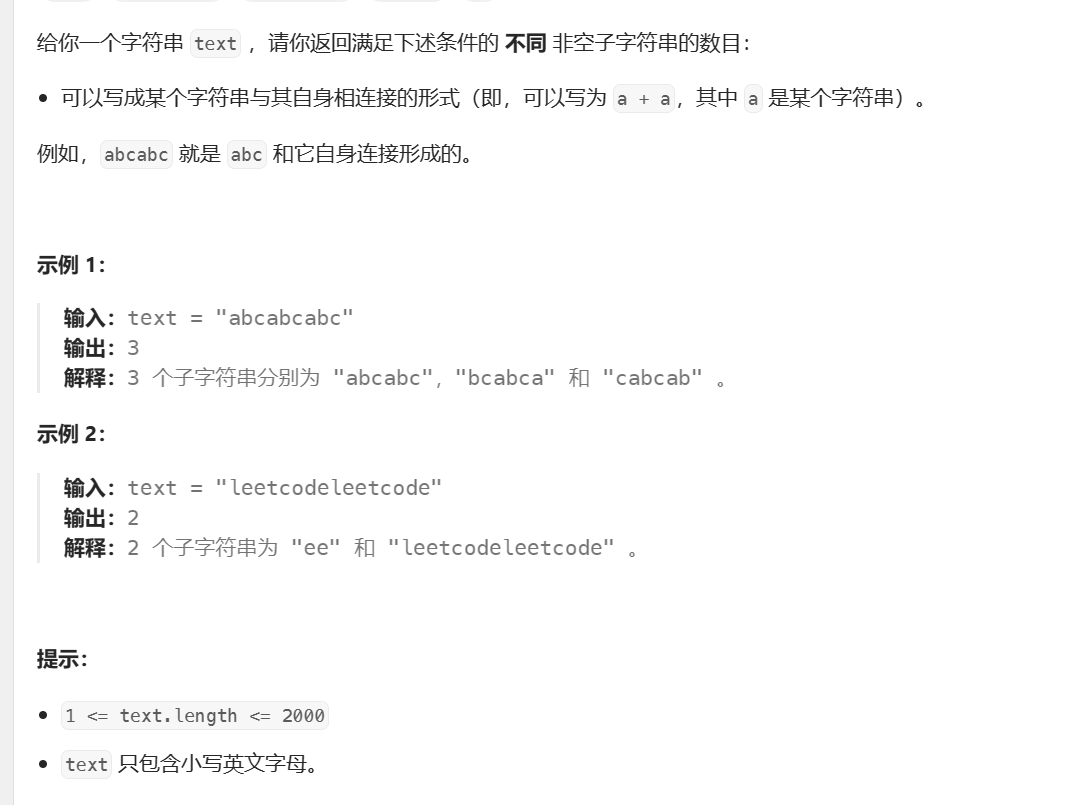 给你一个字符串 text ，请你返回满足下述条件的 不同 非空子字符串的数目：
• 可以写成某个字符串与其自身相连接的形式（即，可以写为 a + a，其中 a 是某个字符串）。
例如，abcabc 就是 abc 和它自身连接形成的。
示例 1：
输入：text = "abcabcabc"
输出：3
解释：3 个子字符串分别为 "abcabc"，"bcabca" 和 "cabcab" 。
示例 2：
输入：text = "leetcodeleetcode"
输出：2
解释：2 个子字符串为 "ee" 和 "leetcodeleetcode" 。
提示：
• 1 <= text.length <= 2000
• text 只包含小写英文字母。